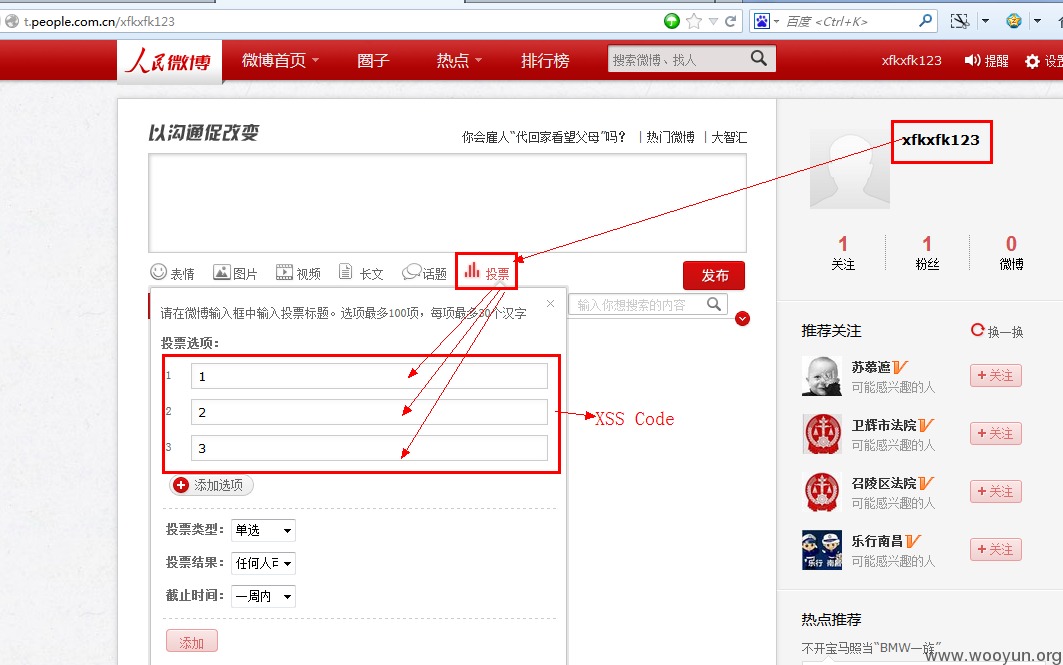 t.people.com.cn/xfkxfk123
百度 <Ctrl+K>
人民微博 微博首页 圈子 热点 排行榜 搜索微博、找人 xfkxfk123 提醒 设
以沟通促改变
你会雇人“代回家看望父母”吗? | 热门微博 | 大智汇
xfkxfk123
1 关注
1 粉丝
0 微博
表情 图片 视频 长文 话题 投票 发布
请在微博输入框中输入投票标题。选项最多100项，每项最多30个汉字
输入你想搜索的内容
投票选项：
1 1
2 2
3 3
XSS Code
添加选项
投票类型： 单选
投票结果： 任何人
截止时间： 一周内
添加
推荐关注 换一换
苏慕遮 V
可能感兴趣的人
+ 关注
卫辉市法院 V
可能感兴趣的人
+ 关注
召陵区法院 V
可能感兴趣的人
+ 关注
乐行南昌 V
可能感兴趣的人
+ 关注
乐行 南昌
热点推荐
不开宝马照当“BMW一族”
www.wooyun.org